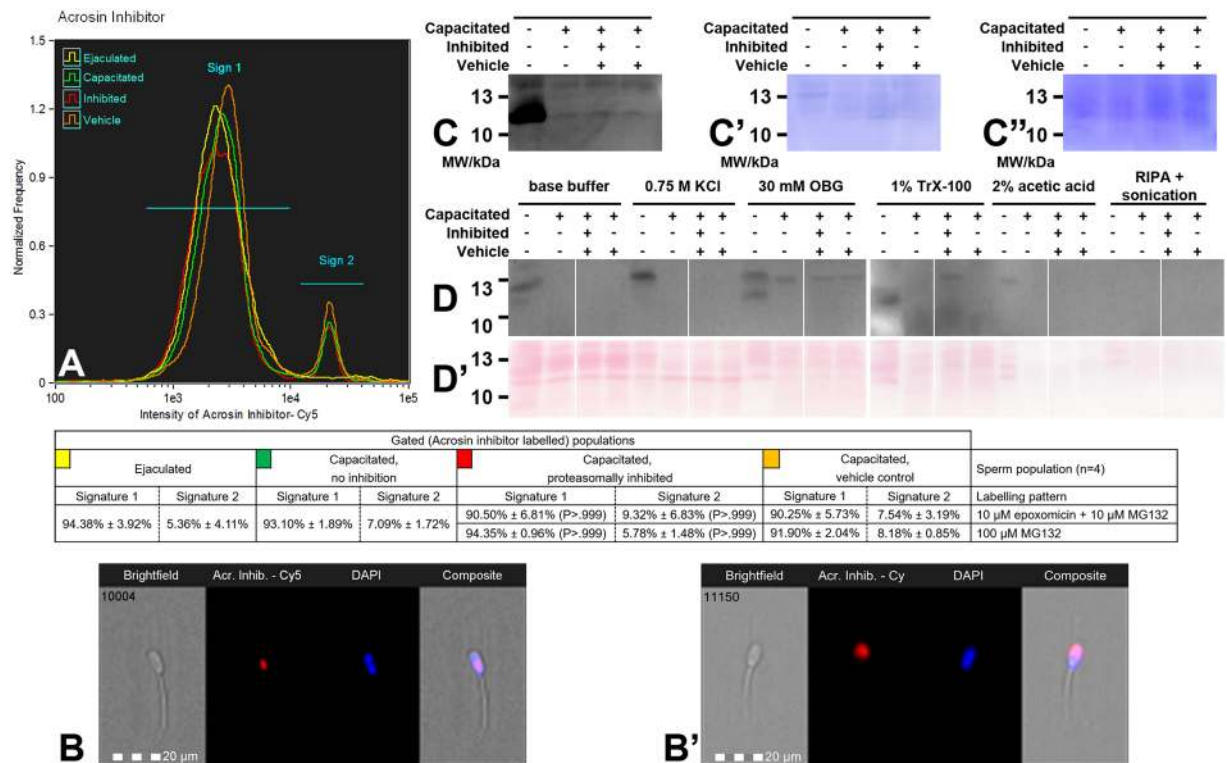 Acrosin Inhibitor
1.5
1.2
0.9
0.6
0.3
0
Normalized Frequency
Ejaculated
Capacitated
Inhibited
Vehicle
Sign 1
Sign 2
A
100 1e3 1e4 1e5
Intensity of Acrosin Inhibitor- Cy5
Capacitated - + + +
Inhibited +
Vehicle - - + +
13
10
C
MW/kDa
- + + +
Capacitated
Inhibited +
Vehicle - - + +
13
10
C'
MW/kDa
Capacitated - + + +
Inhibited +
Vehicle - - + +
13
10
C"
MW/kDa
base buffer 0.75 M KCl 30 mM OBG 1% TrX-100 2% acetic acid RIPA + sonication
Capacitated - + + + - + + + - + + + - + + + - + + + - + + +
Inhibited + + + + + +
Vehicle - - + + - - + + - - + + - - + + - - + + - - + +
D
13
10
D'
13
10
Gated (Acrosin inhibitor labelled) populations
Ejaculated Capacitated, no inhibition Capacitated, proteasomally inhibited Capacitated, vehicle control Sperm population (n=4)
Signature 1 Signature 2 Signature 1 Signature 2 Signature 1 Signature 2 Signature 1 Signature 2 Labelling pattern
94.38% ± 3.92% 5.36% ± 4.11% 93.10% ± 1.89% 7.09% ± 1.72% 90.50% ± 6.81% (P>.999) 9.32% ± 6.83% (P>.999) 90.25% ± 5.73% 7.54% ± 3.19% 10 µM epoxomicin + 10 µM MG132
94.35% ± 0.96% (P>.999) 5.78% ± 1.48% (P>.999) 91.90% ± 2.04% 8.18% ± 0.85% 100 µM MG132
Brightfield Acr. Inhib. - Cy5 DAPI Composite
10004
B
20 µm
Brightfield Acr. Inhib. - Cy DAPI Composite
11150
B'
20 µm